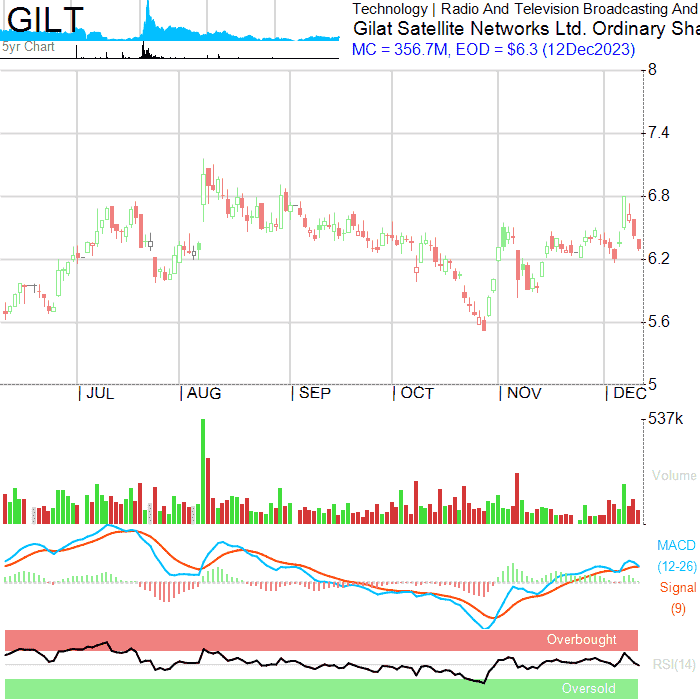 GILT
5yr Chart
Technology | Radio And Television Broadcasting And
Gilat Satellite Networks Ltd. Ordinary Sha
MC = 356.7M, EOD = $6.3 (12Dec2023)
8
7.4
6.8
6.2
5.6
5
JUL AUG SEP OCT NOV DEC
537k
Volume
MACD
(12-26)
Signal
(9)
Overbought
RSI(14)
Oversold